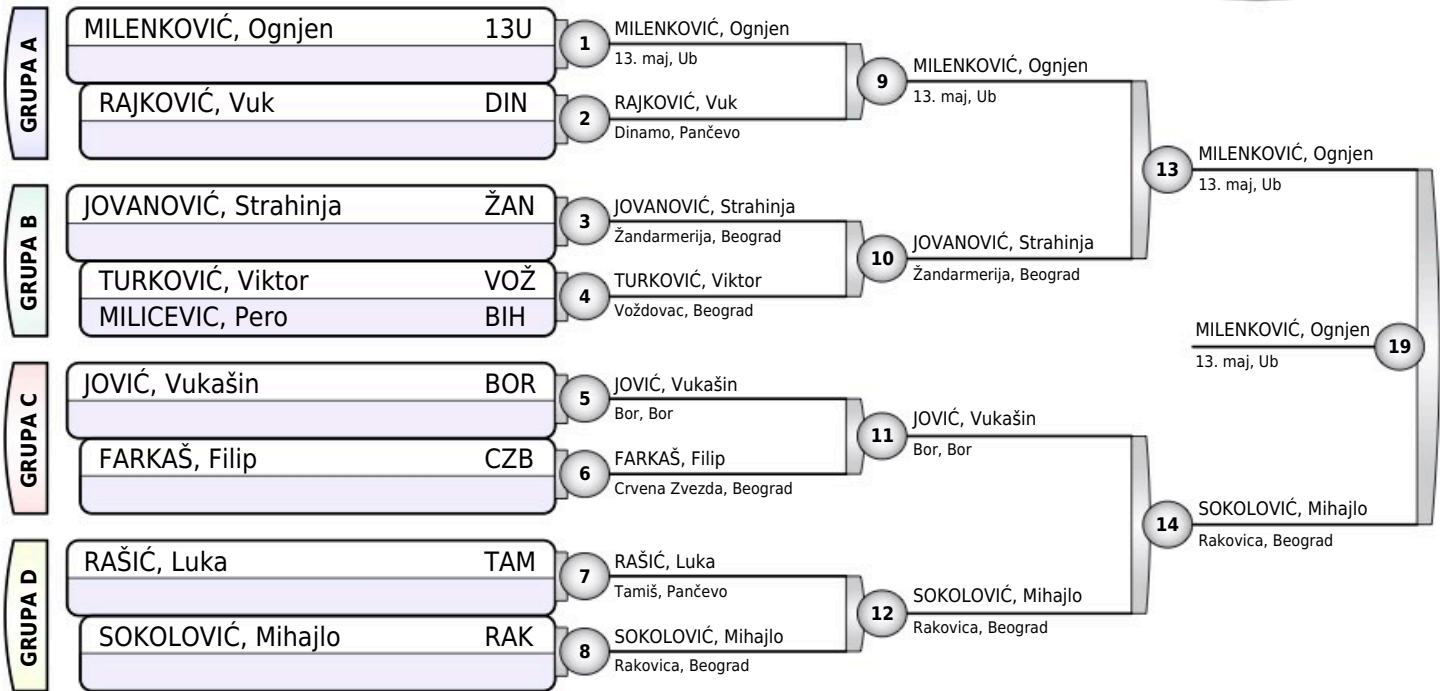 GRUPA A
MILENKOVIĆ, Ognjen 13U
RAJKOVIĆ, Vuk DIN
GRUPA B
JOVANOVIĆ, Strahinja ŽAN
TURKOVIĆ, Viktor VOŽ
MILICEVIC, Pero BIH
GRUPA C
JOVIĆ, Vukašin BOR
FARKAŠ, Filip CZB
GRUPA D
RAŠIĆ, Luka TAM
SOKOLOVIĆ, Mihajlo RAK
1
MILENKOVIĆ, Ognjen
13. maj, Ub
2
RAJKOVIĆ, Vuk
Dinamo, Pančevo
3
JOVANOVIĆ, Strahinja
Žandarmerija, Beograd
4
TURKOVIĆ, Viktor
Voždovac, Beograd
5
JOVIĆ, Vukašin
Bor, Bor
6
FARKAŠ, Filip
Crvena Zvezda, Beograd
7
RAŠIĆ, Luka
Tamiš, Pančevo
8
SOKOLOVIĆ, Mihajlo
Rakovica, Beograd
9
MILENKOVIĆ, Ognjen
13. maj, Ub
10
JOVANOVIĆ, Strahinja
Žandarmerija, Beograd
11
JOVIĆ, Vukašin
Bor, Bor
12
SOKOLOVIĆ, Mihajlo
Rakovica, Beograd
13
MILENKOVIĆ, Ognjen
13. maj, Ub
14
SOKOLOVIĆ, Mihajlo
Rakovica, Beograd
MILENKOVIĆ, Ognjen
13. maj, Ub
19